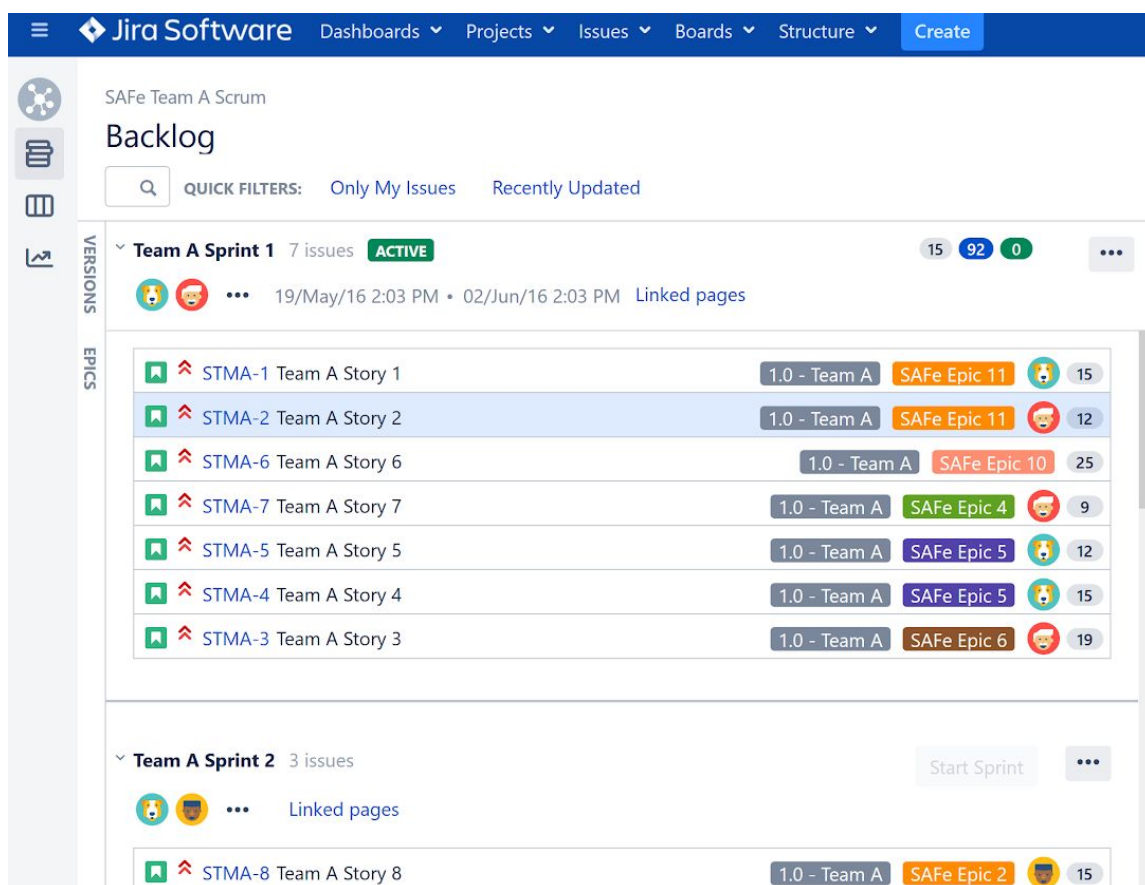 Jira Software Dashboards Projects Issues Boards Structure Create
SAFe Team A Scrum
Backlog
QUICK FILTERS: Only My Issues Recently Updated
VERSIONS
EPICS
Team A Sprint 1 7 issues ACTIVE 15 92 0
19/May/16 2:03 PM • 02/Jun/16 2:03 PM Linked pages
STMA-1 Team A Story 1 1.0 - Team A SAFe Epic 11 15
STMA-2 Team A Story 2 1.0 - Team A SAFe Epic 11 12
STMA-6 Team A Story 6 1.0 - Team A SAFe Epic 10 25
STMA-7 Team A Story 7 1.0 - Team A SAFe Epic 4 9
STMA-5 Team A Story 5 1.0 - Team A SAFe Epic 5 12
STMA-4 Team A Story 4 1.0 - Team A SAFe Epic 5 15
STMA-3 Team A Story 3 1.0 - Team A SAFe Epic 6 19
Team A Sprint 2 3 issues Start Sprint
Linked pages
STMA-8 Team A Story 8 1.0 - Team A SAFe Epic 2 15